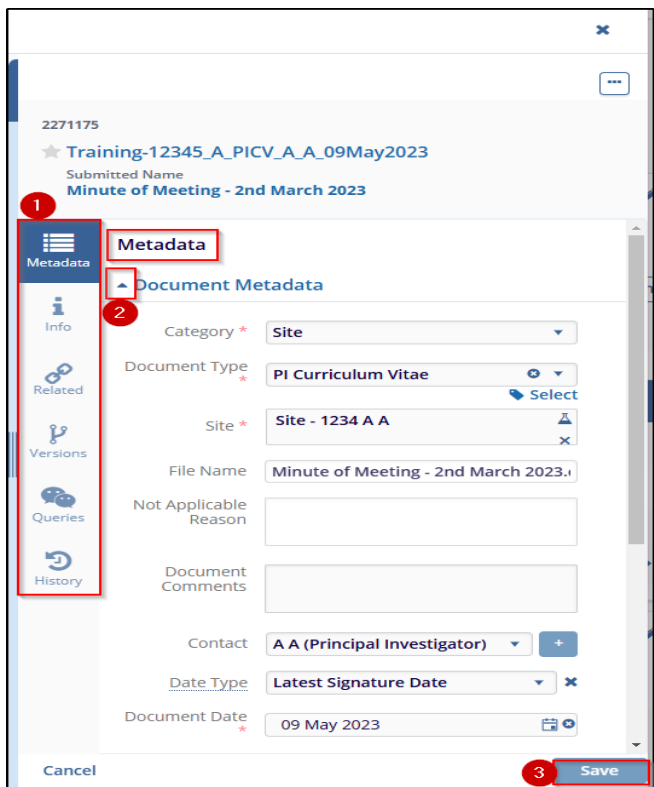 2271175
Training-12345_A_PICV_A_A_09May2023
Submitted Name
Minute of Meeting - 2nd March 2023
1
Metadata
Info
Related
Versions
Queries
History
Metadata
2
Document Metadata
Category *
Site
Document Type
*
PI Curriculum Vitae
Select
Site *
Site - 1234 A A
File Name
Minute of Meeting - 2nd March 2023.
Not Applicable
Reason
Document
Comments
Contact
A A (Principal Investigator)
+
Date Type
Latest Signature Date
Document Date
*
09 May 2023
Cancel
3
Save